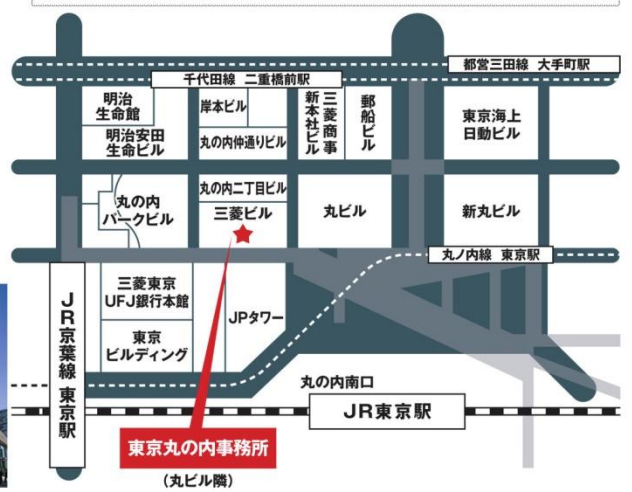 都営三田線 大手町駅
千代田線 二重橋前駅
明治
生命館
明治安田
生命ビル
岸本ビル
丸の内仲通りビル
三菱商事
新本社ビル
郵船ビル
東京海上
日動ビル
丸の内
パークビル
丸の内二丁目ビル
三菱ビル
丸ビル
新丸ビル
丸ノ内線 東京駅
三菱東京
UFJ銀行本館
東京
ビルディング
JPタワー
JR京葉線 東京駅
丸の内南口
JR東京駅
東京丸の内事務所
(丸ビル隣)